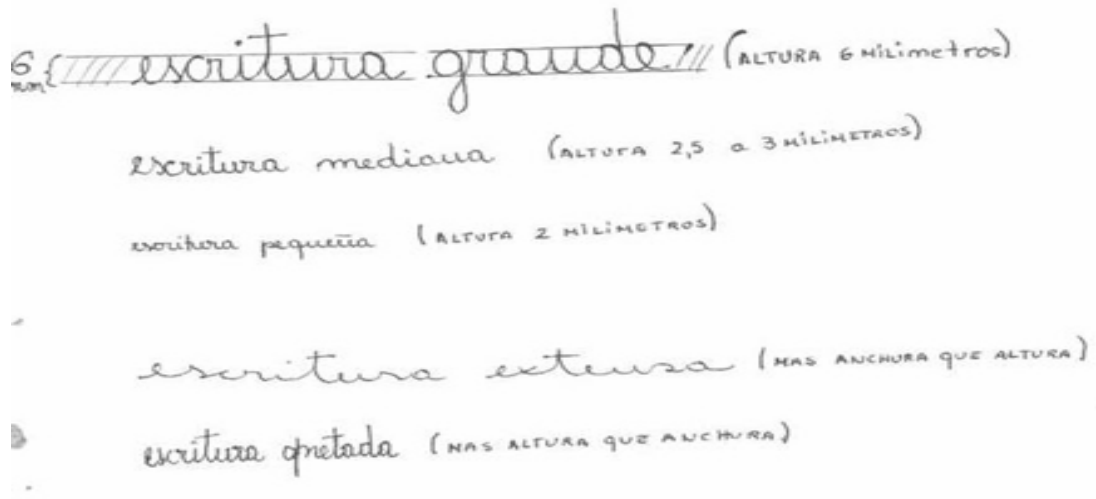 6 mm { escritura grande (ALTURA 6 MILIMETROS)
escritura mediana (ALTURA 2,5 a 3 MILIMETROS)
escritura pequeña (ALTURA 2 MILIMETROS)
escritura extensa (MAS ANCHURA QUE ALTURA)
escritura apretada (MAS ALTURA QUE ANCHURA)